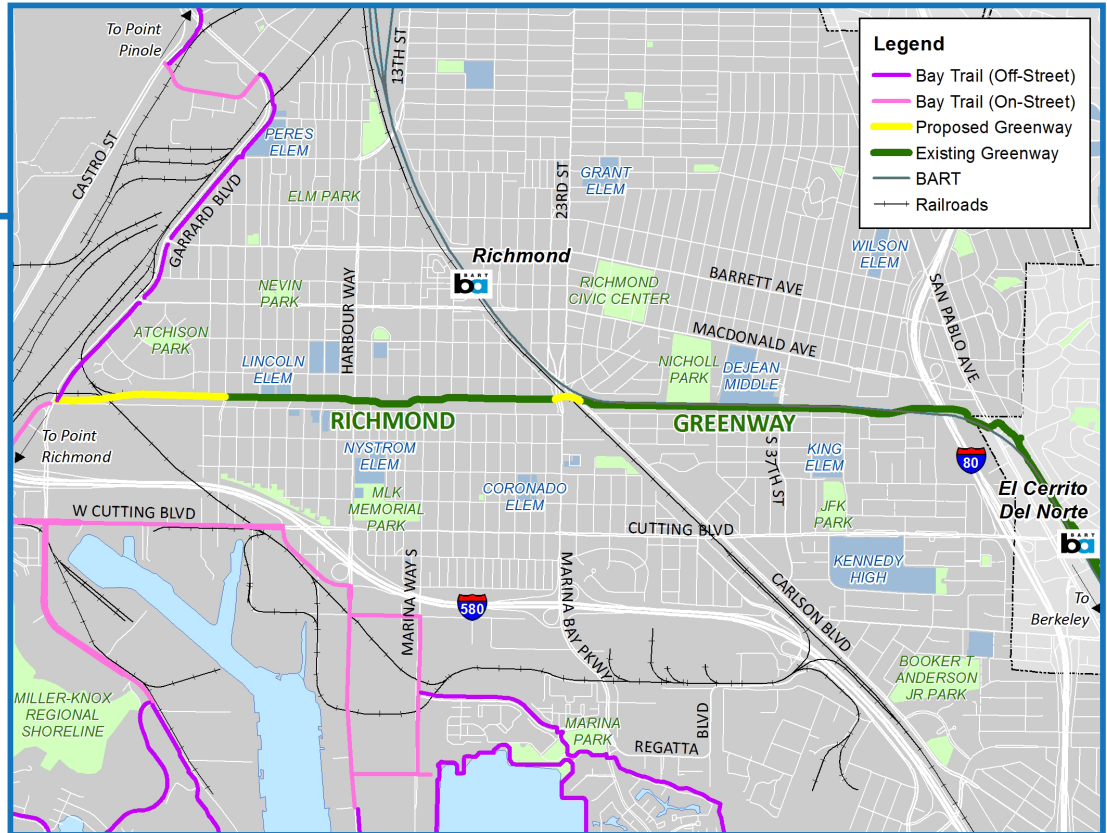 To Point
Pinole
13TH ST
Legend
Bay Trail (Off-Street)
Bay Trail (On-Street)
Proposed Greenway
Existing Greenway
BART
Railroads
CASTRO ST
PERES
ELEM
GRANT
ELEM
23RD ST
ELM PARK
GARRARD BLVD
WILSON
ELEM
Richmond
BART
ba
BARRETT AVE
RICHMOND
CIVIC CENTER
NEVIN
PARK
HARBOUR WAY
SAN PABLO AVE
MACDONALD AVE
ATCHISON
PARK
LINCOLN
ELEM
NICHOLL
PARK
DEJEAN
MIDDLE
RICHMOND
GREENWAY
To Point
Richmond
NYSTROM
ELEM
S 37TH ST
KING
ELEM
80
MLK
MEMORIAL
PARK
CORONADO
ELEM
El Cerrito
Del Norte
BART
ba
JFK
PARK
W CUTTING BLVD
CUTTING BLVD
KENNEDY
HIGH
MARINA WAY S
580
MARINA BAY PKWY
CARLSON BLVD
To
Berkeley
BOOKER T
ANDERSON
JR PARK
MILLER-KNOX
REGIONAL
SHORELINE
MARINA
PARK
REGATTA
BLVD